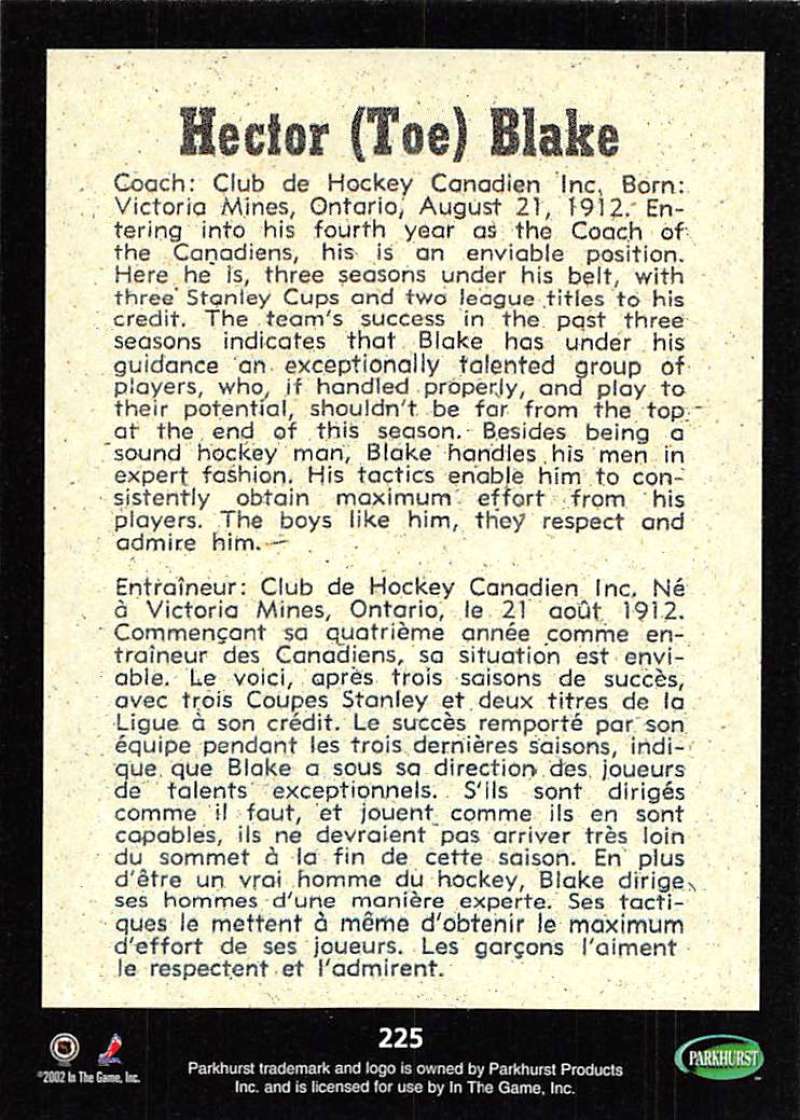 Hector (Toe) Blake
Coach: Club de Hockey Canadien Inc. Born:
Victoria Mines, Ontario, August 21, 1912. En-
tering into his fourth year as the Coach of
the Canadiens, his is an enviable position.
Here he is, three seasons under his belt, with
three Stanley Cups and two league titles to his
credit. The team's success in the past three
seasons indicates that Blake has under his
guidance an exceptionally talented group of
players, who, if handled properly, and play to
their potential, shouldn't be far from the top
at the end of this season. Besides being a
sound hockey man, Blake handles his men in
expert fashion. His tactics enable him to con-
sistently obtain maximum effort from his
players. The boys like him, they respect and
admire him.
Entraîneur: Club de Hockey Canadien Inc. Né
à Victoria Mines, Ontario, le 21 août 1912.
Commençant sa quatrième année comme en-
traîneur des Canadiens, sa situation est envi-
able. Le voici, après trois saisons de succès,
avec trois Coupes Stanley et deux titres de la
Ligue à son crédit. Le succès remporté par son
équipe pendant les trois dernières saisons, indi-
que que Blake a sous sa direction des joueurs
de talents exceptionnels. S'ils sont dirigés
comme il faut, et jouent comme ils en sont
capables, ils ne devraient pas arriver très loin
du sommet à la fin de cette saison. En plus
d'être un vrai homme du hockey, Blake dirige
ses hommes d'une manière experte. Ses tacti-
ques le mettent à même d'obtenir le maximum
d'effort de ses joueurs. Les garçons l'aiment
le respectent et l'admirent.
225
©2002 In The Game, Inc.
Parkhurst trademark and logo is owned by Parkhurst Products
Inc. and is licensed for use by In The Game, Inc.
PARKHURST